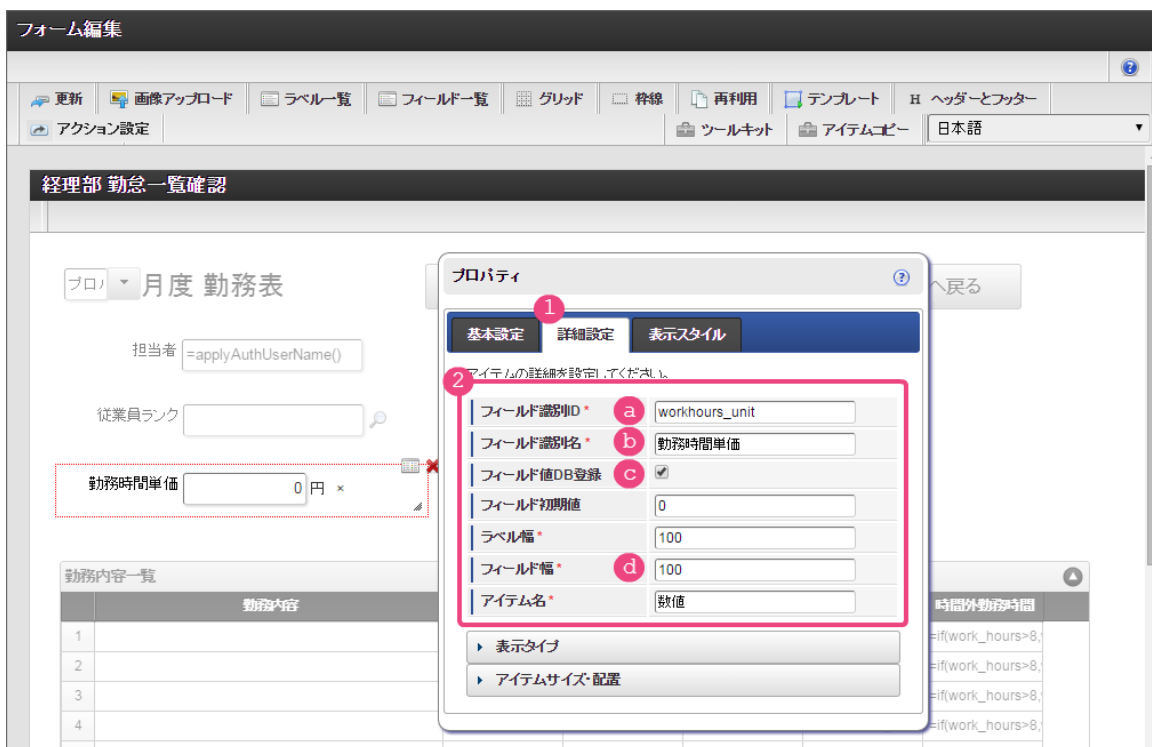 フォーム編集
更新 画像アップロード ラベル一覧 フィールド一覧 グリッド 枠線 再利用 テンプレート H ヘッダーとフッター
アクション設定 ツールキット アイテムコピー 日本語
経理部 勤怠一覧確認
月度 勤務表
へ戻る
担当者 =applyAuthUserName()
従業員ランク
勤務時間単価 0 円 ×
プロパティ
1
基本設定 詳細設定 表示スタイル
アイテムの詳細を設定してください。
2
フィールド識別ID * a workhours_unit
フィールド識別名 * b 勤務時間単価
フィールド値DB登録 c
フィールド初期値 0
ラベル幅 * 100
フィールド幅 * d 100
アイテム名 * 数値
表示タイプ
アイテムサイズ・配置
勤務内容一覧
勤務内容 時間外勤務時間
1 =if(work_hours>8,
2 =if(work_hours>8,
3 =if(work_hours>8,
4 =if(work_hours>8,